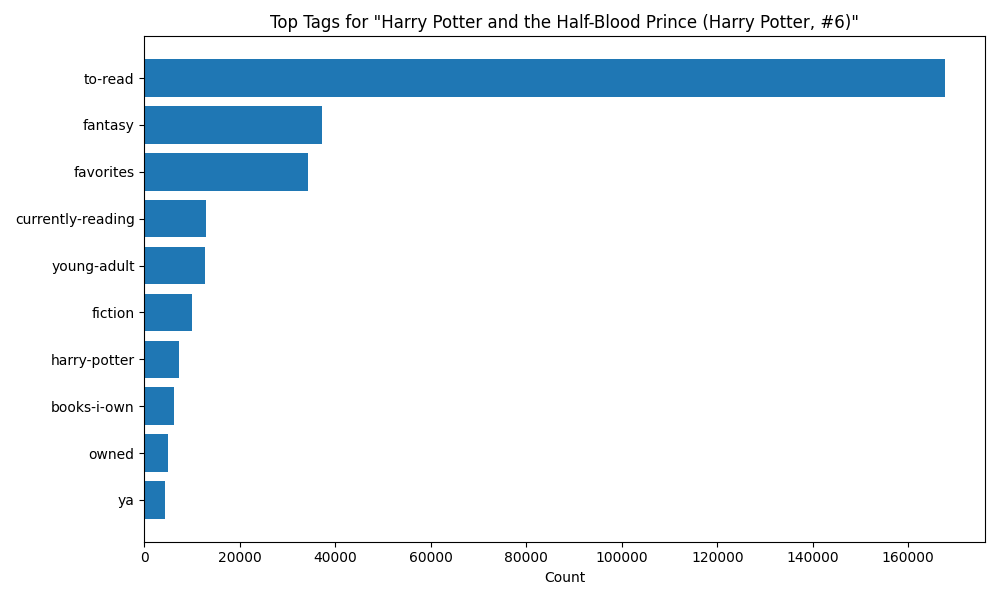 Top Tags for "Harry Potter and the Half-Blood Prince (Harry Potter, #6)"
to-read
fantasy
favorites
currently-reading
young-adult
fiction
harry-potter
books-i-own
owned
ya
0 20000 40000 60000 80000 100000 120000 140000 160000
Count